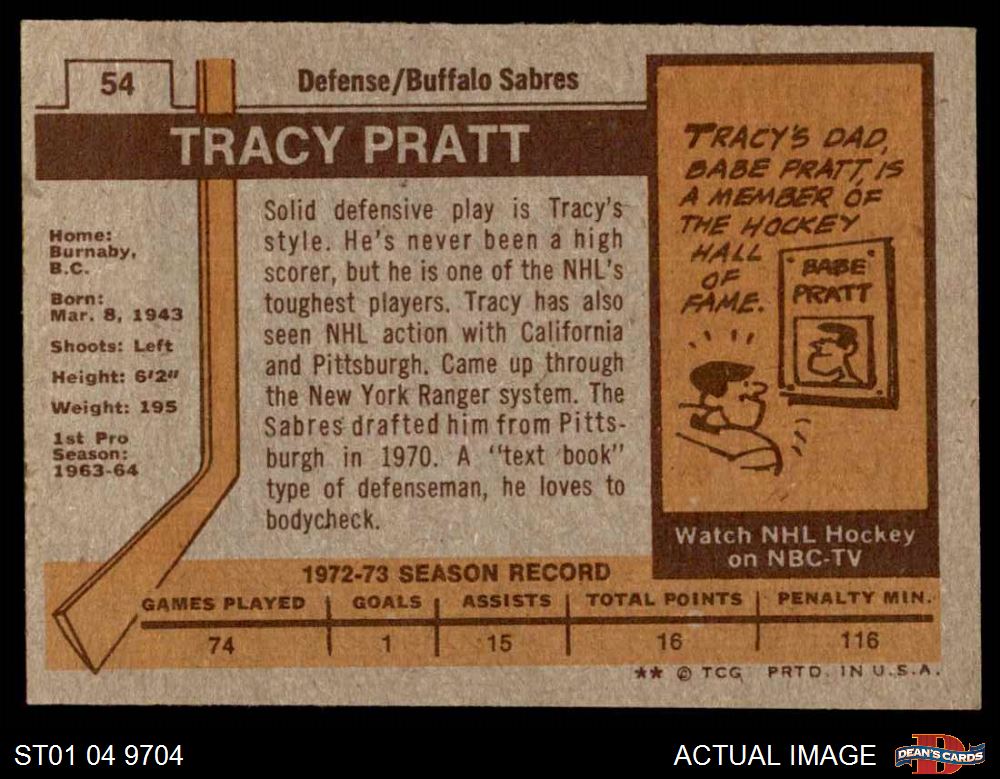 54
Defense/Buffalo Sabres
TRACY PRATT
Home:
Burnaby,
B.C.
Born:
Mar. 8, 1943
Shoots: Left
Height: 6'2"
Weight: 195
1st Pro
Season:
1963-64
Solid defensive play is Tracy's
style. He's never been a high
scorer, but he is one of the NHL's
toughest players. Tracy has also
seen NHL action with California
and Pittsburgh. Came up through
the New York Ranger system. The
Sabres drafted him from Pitts-
burgh in 1970. A "text book"
type of defenseman, he loves to
bodycheck.
TRACY'S DAD,
BABE PRATT, IS
A MEMBER OF
THE HOCKEY
HALL
OF
FAME.
BABE
PRATT
Watch NHL Hockey
on NBC-TV
1972-73 SEASON RECORD
GAMES PLAYED GOALS ASSISTS TOTAL POINTS PENALTY MIN.
74 1 15 16 116
** © TCG PRTD. IN U.S.A.
ST01 04 9704
ACTUAL IMAGE
D
DEAN'S CARDS